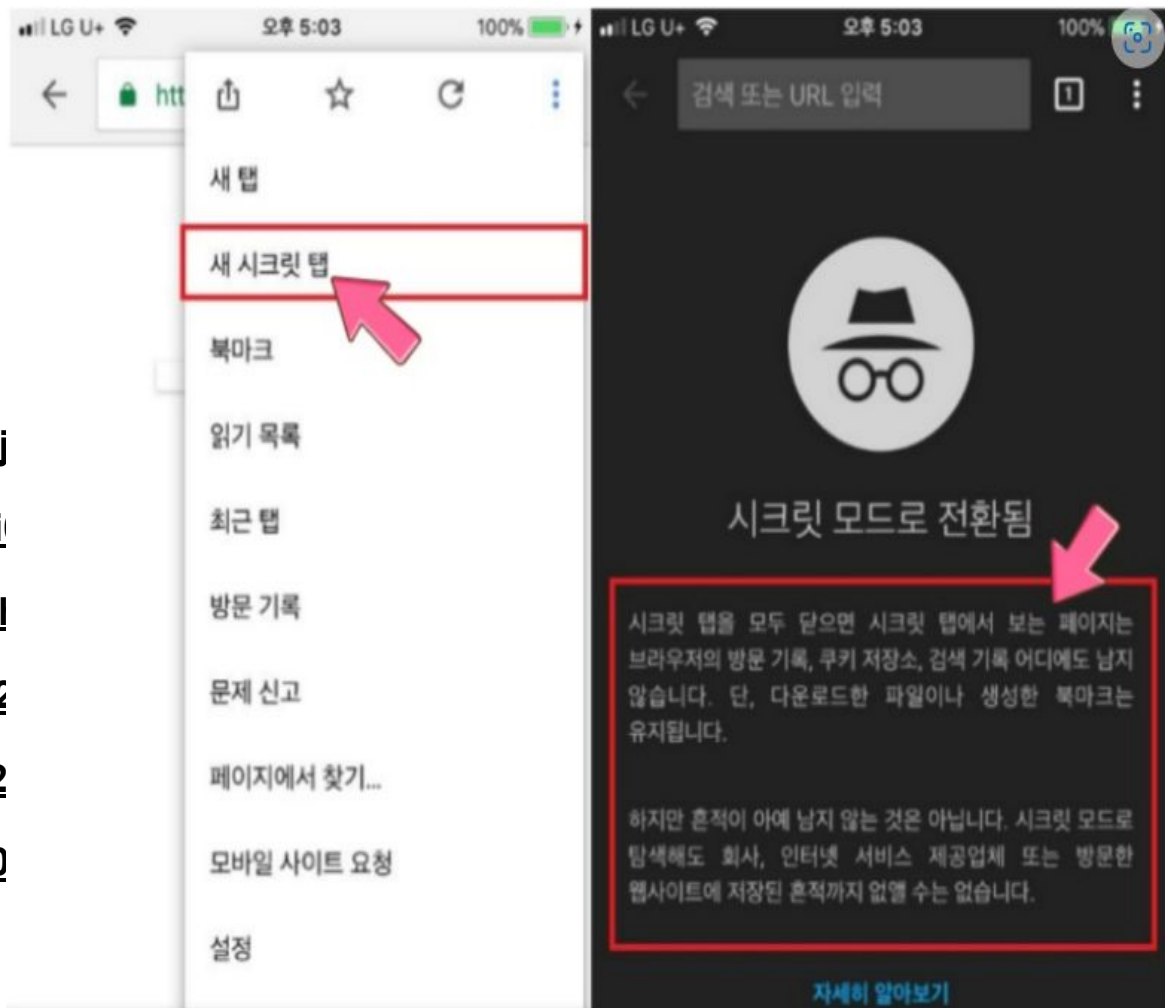 LG U+ 오후 5:03 100%
htt
새 탭
새 시크릿 탭
북마크
읽기 목록
최근 탭
방문 기록
문제 신고
페이지에서 찾기...
모바일 사이트 요청
설정
LG U+ 오후 5:03 100%
검색 또는 URL 입력
1
시크릿 모드로 전환됨
시크릿 탭을 모두 닫으면 시크릿 탭에서 보는 페이지는
브라우저의 방문 기록, 쿠키 저장소, 검색 기록 어디에도 남지
않습니다. 단, 다운로드한 파일이나 생성한 북마크는
유지됩니다.
하지만 흔적이 아예 남지 않는 것은 아닙니다. 시크릿 모드로
탐색해도 회사, 인터넷 서비스 제공업체 또는 방문한
웹사이트에 저장된 흔적까지 없앨 수는 없습니다.
자세히 알아보기